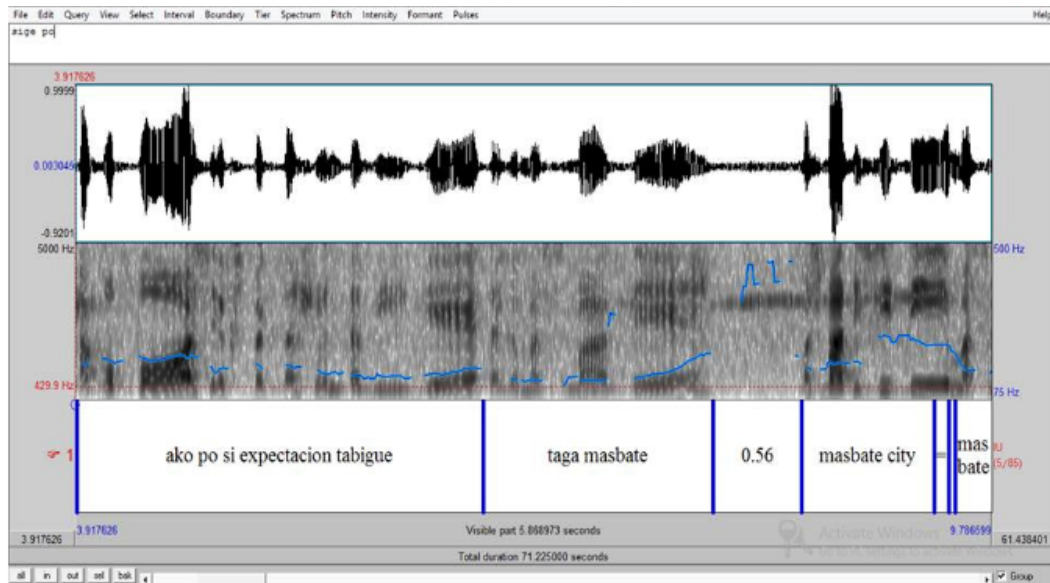 File Edit Query View Select Interval Boundary Tier Spectrum Pitch Intensity Formant Pulses Help
sige po
3.917626
0.9999
0.003045
-0.9201
5000 Hz 500 Hz
429.9 Hz
75 Hz
1 ako po si expectacion tabigue taga masbate 0.56 masbate city = mas bate IU (5/85)
3.917626 3.917626 Visible part 5.868973 seconds 9.786599 61.438401
Activate Windows
Total duration 71.225000 seconds
all in out sel bak Group